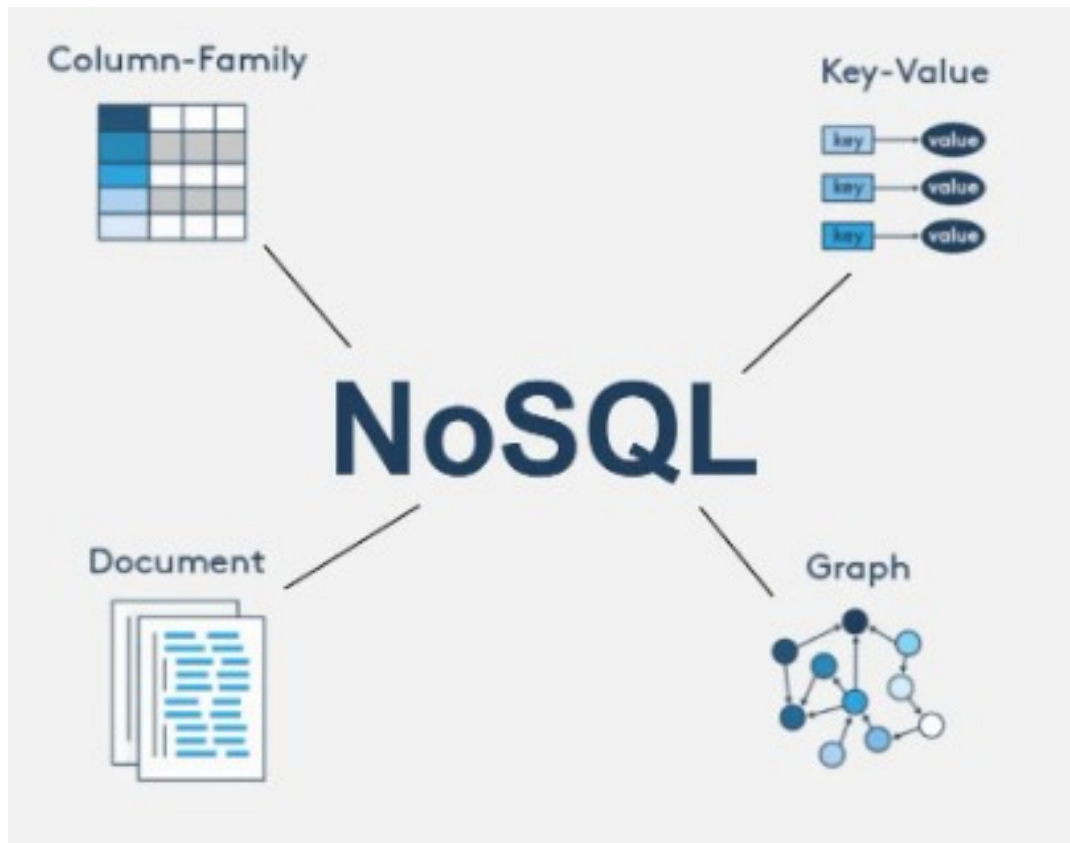 Column-Family
Key-Value
key value
key value
key value
NoSQL
Document
Graph